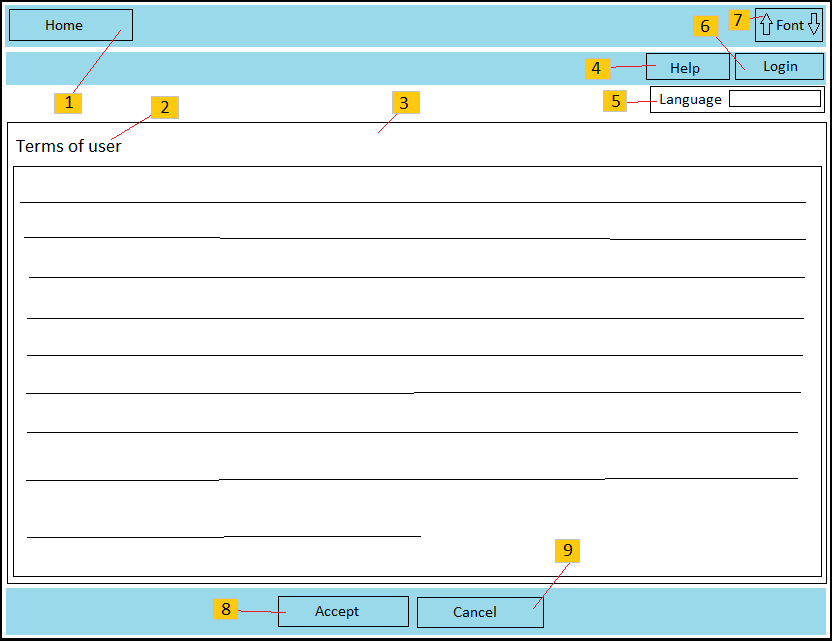 Home
7
Font
6
4
Help
Login
1
2
3
5
Language
Terms of user
9
8
Accept
Cancel